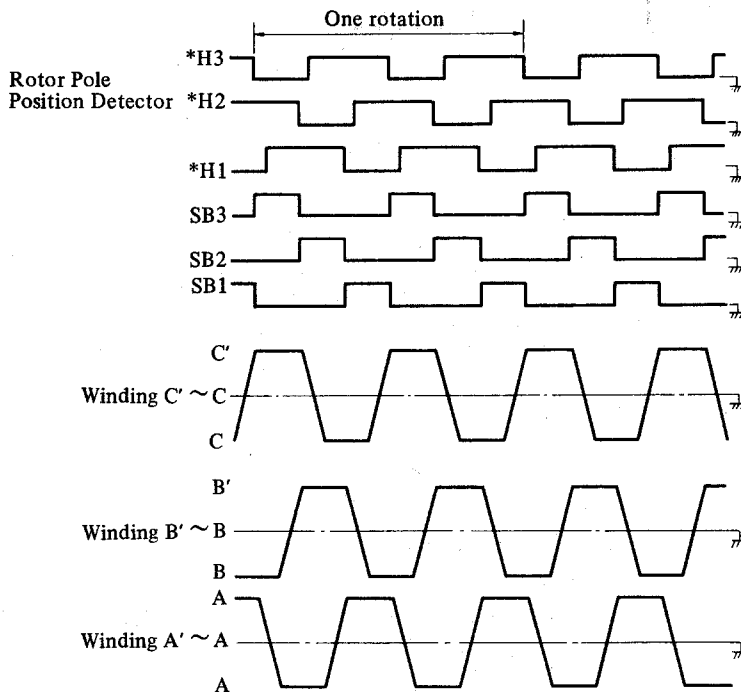 One rotation
*H3
Rotor Pole
Position Detector
*H2
*H1
SB3
SB2
SB1
C'
Winding C' ~ C
C
B'
Winding B' ~ B
B
A
Winding A' ~ A
A